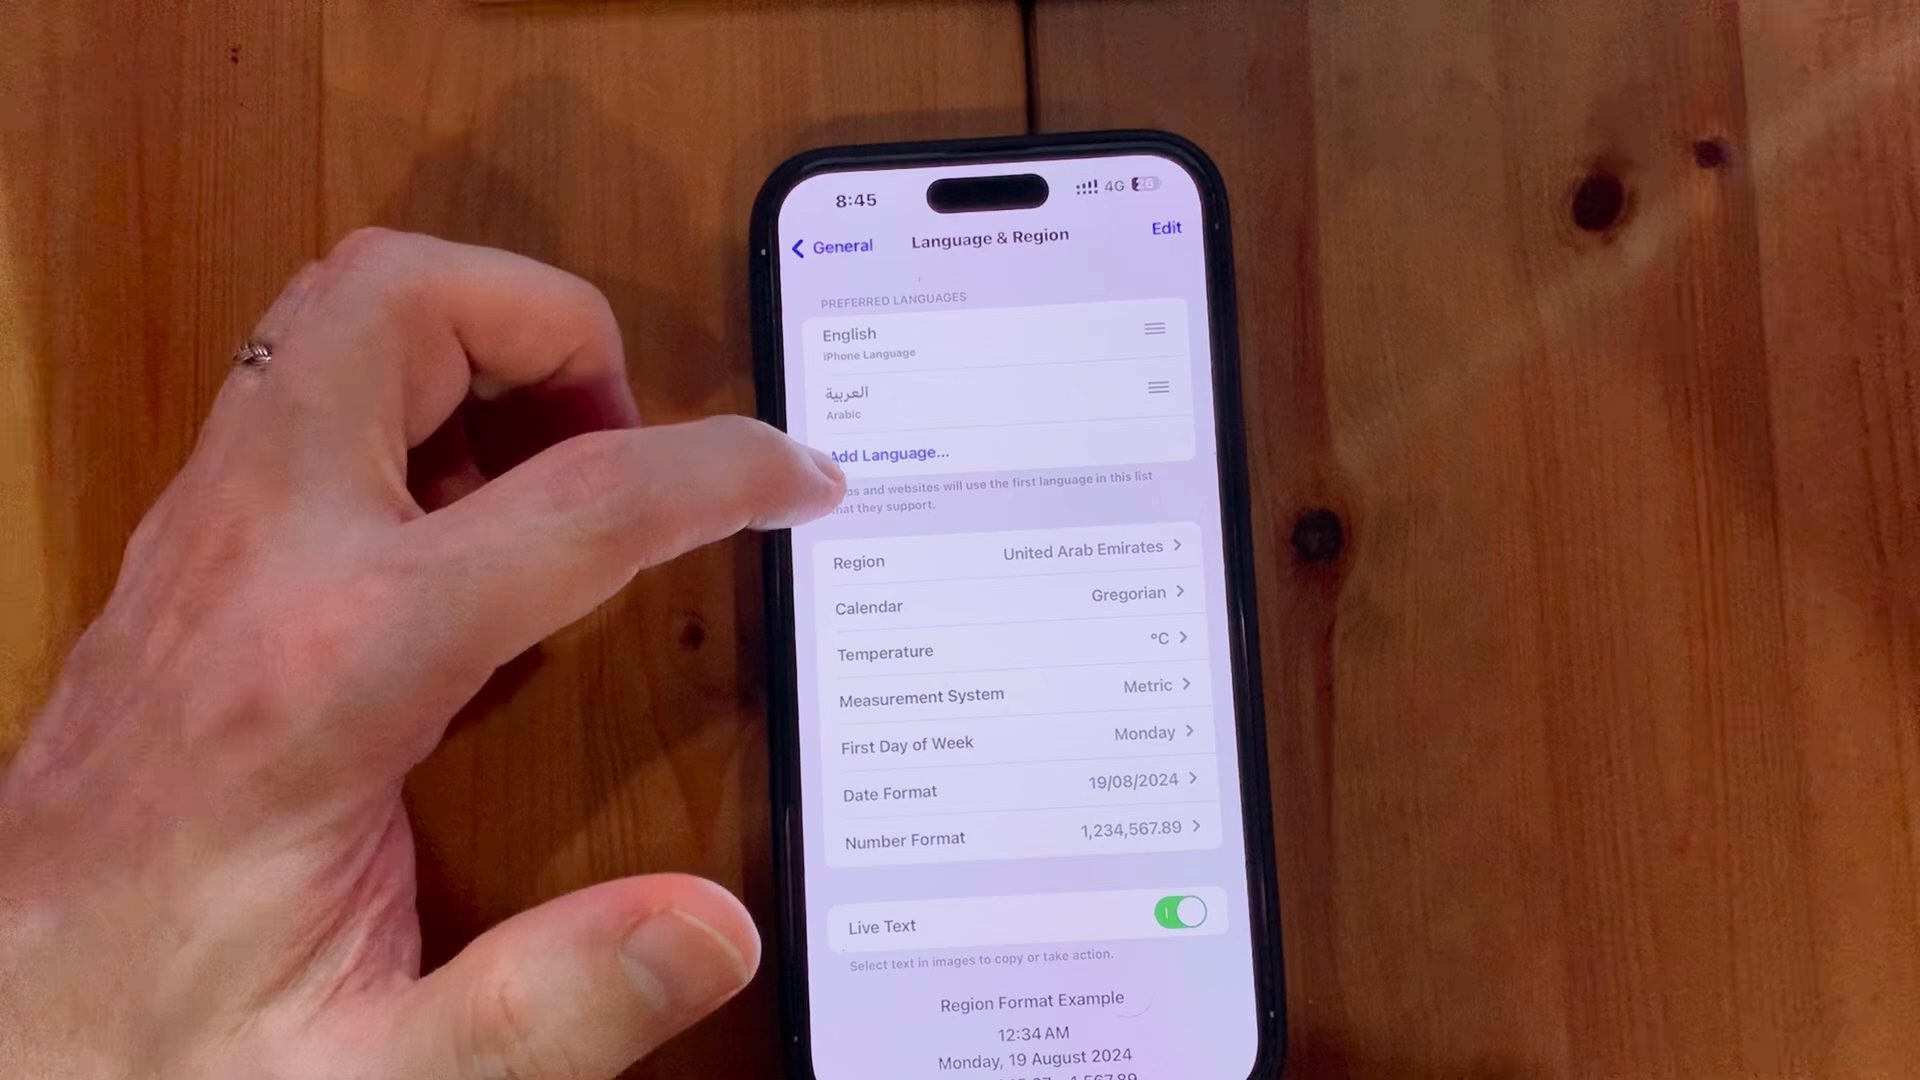 8:45 4G 26
General Language & Region Edit
PREFERRED LANGUAGES
English
iPhone Language
العربية
Arabic
Add Language...
and websites will use the first language in this list
that they support.
Region United Arab Emirates
Calendar Gregorian
Temperature °C
Measurement System Metric
First Day of Week Monday
Date Format 19/08/2024
Number Format 1,234,567.89
Live Text
Select text in images to copy or take action.
Region Format Example
12:34 AM
Monday, 19 August 2024
4,567.89